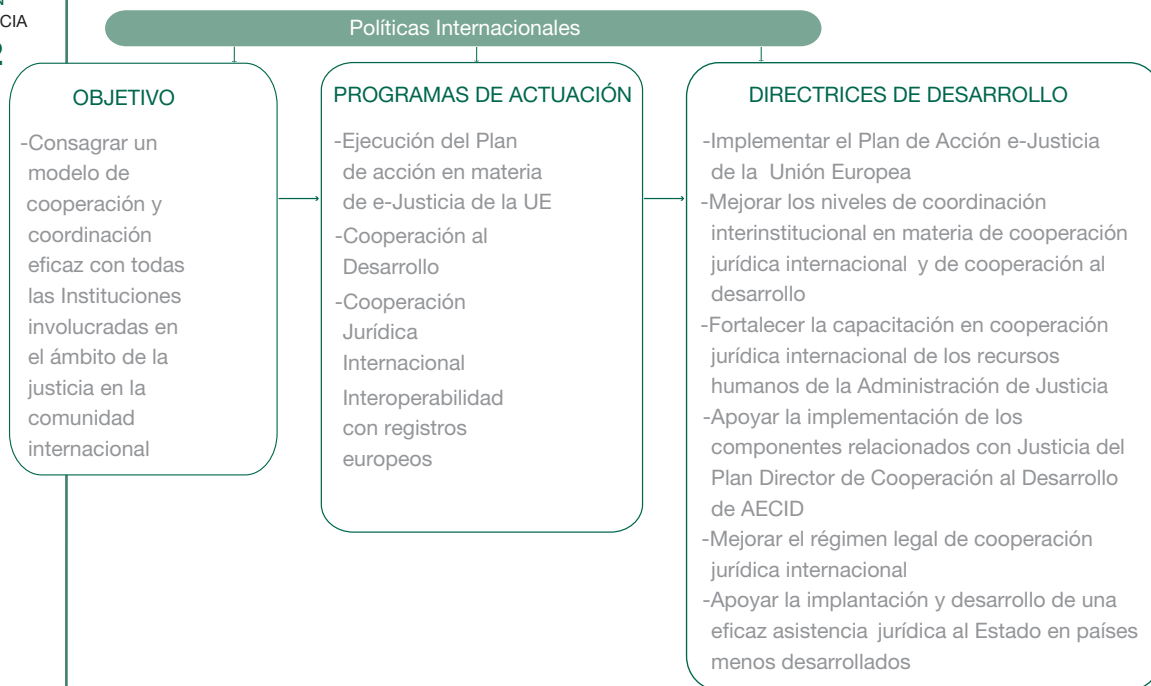 CIA
Políticas Internacionales
OBJETIVO
-Consagrar un
modelo de
cooperación y
coordinación
eficaz con todas
las Instituciones
involucradas en
el ámbito de la
justicia en la
comunidad
internacional
PROGRAMAS DE ACTUACIÓN
-Ejecución del Plan
de acción en materia
de e-Justicia de la UE
-Cooperación al
Desarrollo
-Cooperación
Jurídica
Internacional
Interoperabilidad
con registros
europeos
DIRECTRICES DE DESARROLLO
-Implementar el Plan de Acción e-Justicia
de la Unión Europea
-Mejorar los niveles de coordinación
interinstitucional en materia de cooperación
jurídica internacional y de cooperación al
desarrollo
-Fortalecer la capacitación en cooperación
jurídica internacional de los recursos
humanos de la Administración de Justicia
-Apoyar la implementación de los
componentes relacionados con Justicia del
Plan Director de Cooperación al Desarrollo
de AECID
-Mejorar el régimen legal de cooperación
jurídica internacional
-Apoyar la implantación y desarrollo de una
eficaz asistencia jurídica al Estado en países
menos desarrollados